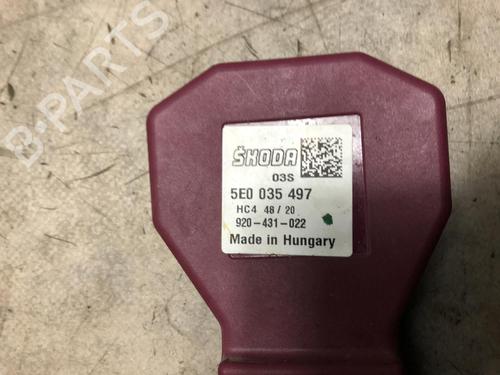 B-PARTS
ŠKODA
03S
5E0 035 497
HC4 48 / 20
920-431-022
Made in Hungary